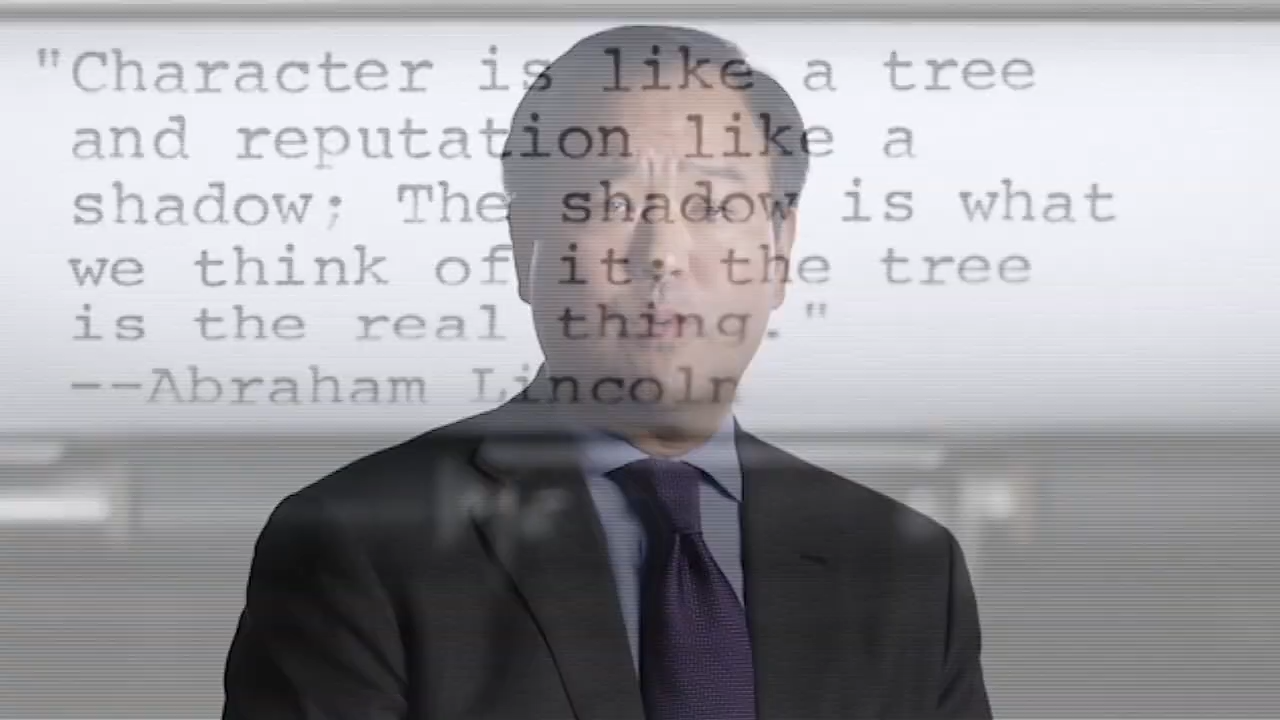 "Character is like a tree
and reputation like a
shadow; The shadow is what
we think of it; the tree
is the real thing."
--Abraham Lincoln